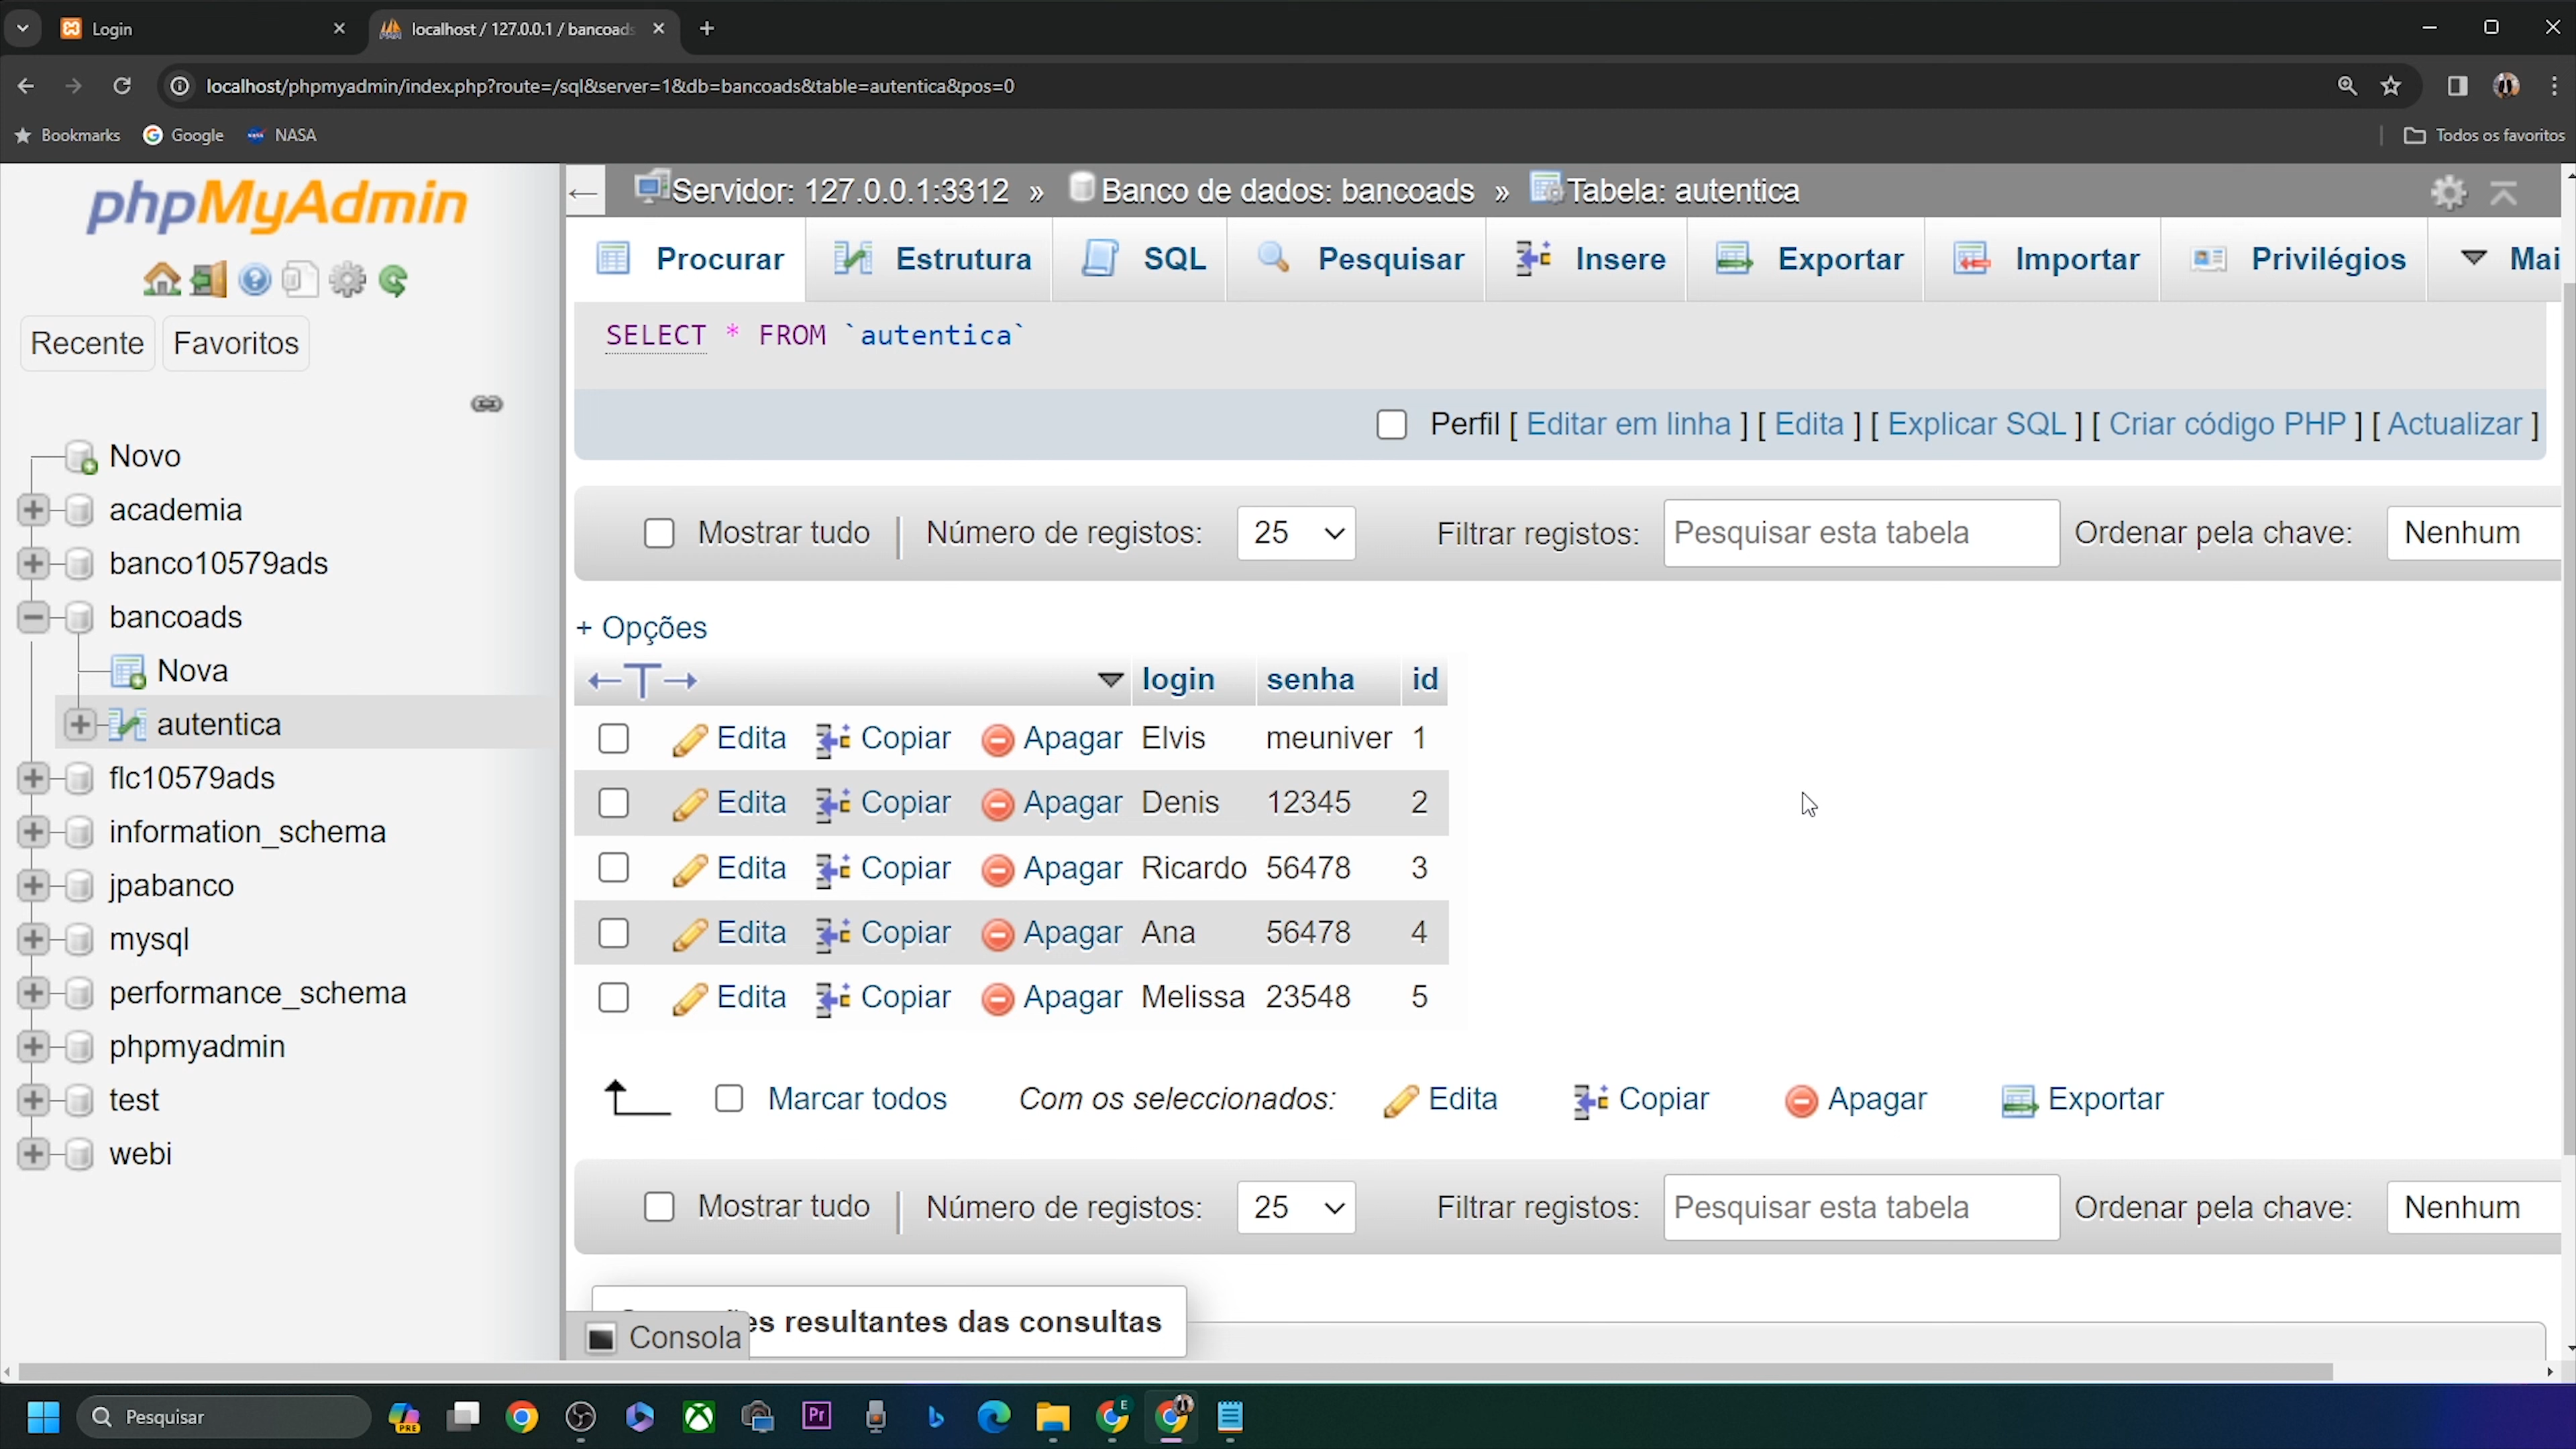 Login
localhost / 127.0.0.1 / bancoads
localhost/phpmyadmin/index.php?route=/sql&server=1&db=bancoads&table=autentica&pos=0
Bookmarks Google NASA Todos os favoritos
phpMyAdmin
Recente Favoritos
Novo
academia
banco10579ads
bancoads
Nova
autentica
flc10579ads
information_schema
jpabanco
mysql
performance_schema
phpmyadmin
test
webi
Servidor: 127.0.0.1:3312 » Banco de dados: bancoads » Tabela: autentica
Procurar Estrutura SQL Pesquisar Insere Exportar Importar Privilégios Mai
SELECT * FROM `autentica`
Perfil [ Editar em linha ] [ Edita ] [ Explicar SQL ] [ Criar código PHP ] [ Actualizar ]
Mostrar tudo | Número de registos: 25 Filtrar registos: Pesquisar esta tabela Ordenar pela chave: Nenhum
+ Opções
←T→ login senha id
Edita Copiar Apagar Elvis meuniver 1
Edita Copiar Apagar Denis 12345 2
Edita Copiar Apagar Ricardo 56478 3
Edita Copiar Apagar Ana 56478 4
Edita Copiar Apagar Melissa 23548 5
Marcar todos Com os seleccionados: Edita Copiar Apagar Exportar
Mostrar tudo | Número de registos: 25 Filtrar registos: Pesquisar esta tabela Ordenar pela chave: Nenhum
es resultantes das consultas
Consola
Pesquisar
PRE
Pr
E